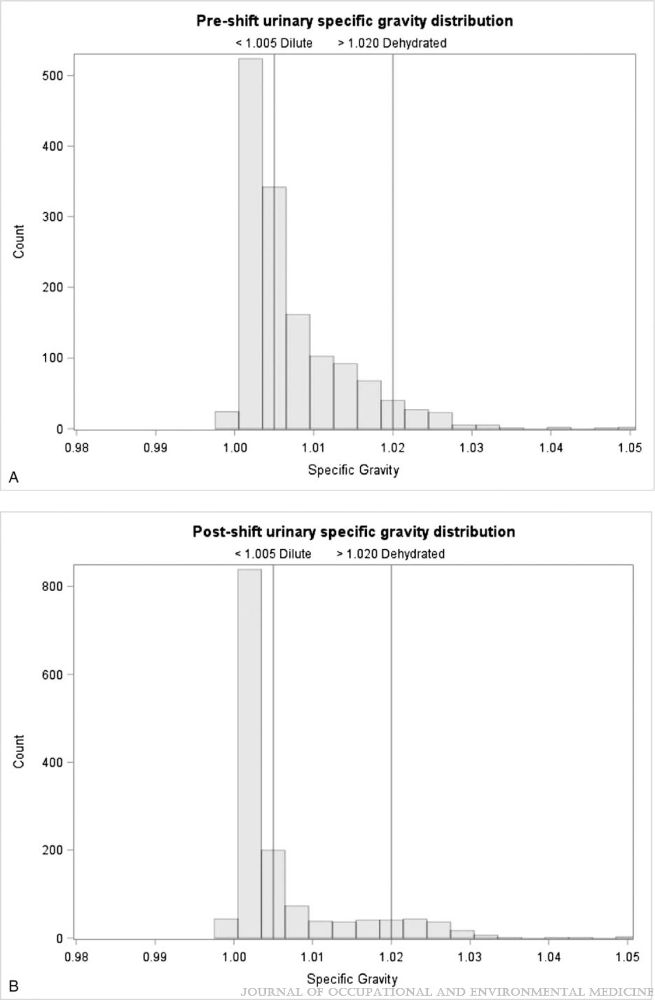 Pre-shift urinary specific gravity distribution
< 1.005 Dilute > 1.020 Dehydrated
500
400
300
200
100
0
Count
0.98 0.99 1.00 1.01 1.02 1.03 1.04 1.05
Specific Gravity
A
Post-shift urinary specific gravity distribution
< 1.005 Dilute > 1.020 Dehydrated
800
600
400
200
0
Count
0.98 0.99 1.00 1.01 1.02 1.03 1.04 1.05
Specific Gravity
B
JOURNAL OF OCCUPATIONAL AND ENVIRONMENTAL MEDICINE